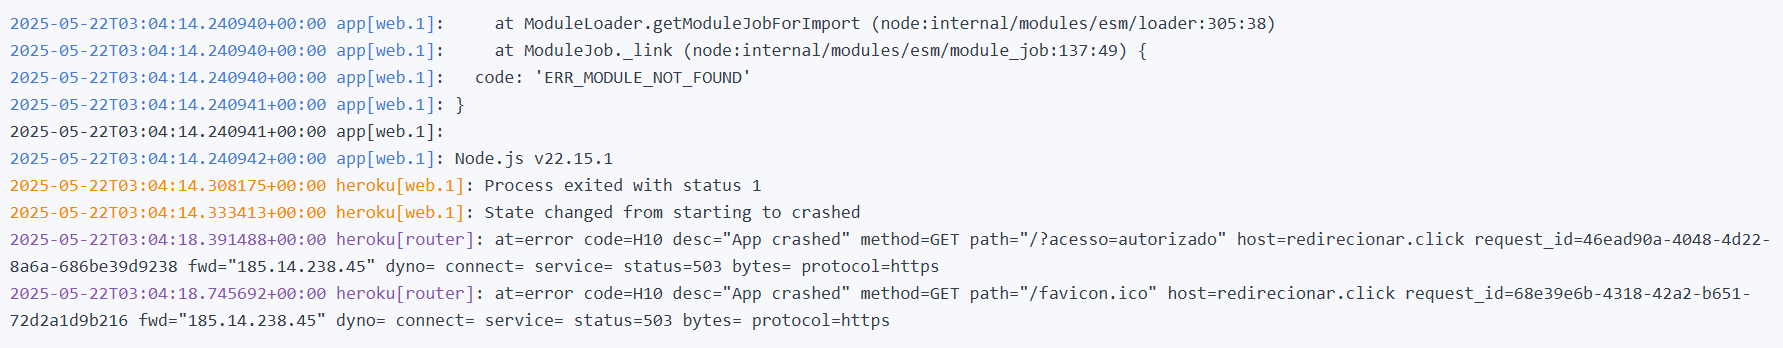 2025-05-22T03:04:14.240940+00:00 app[web.1]:     at ModuleLoader.getModuleJobForImport (node:internal/modules/esm/loader:305:38)
2025-05-22T03:04:14.240940+00:00 app[web.1]:     at ModuleJob._link (node:internal/modules/esm/module_job:137:49) {
2025-05-22T03:04:14.240940+00:00 app[web.1]:   code: 'ERR_MODULE_NOT_FOUND'
2025-05-22T03:04:14.240941+00:00 app[web.1]: }
2025-05-22T03:04:14.240941+00:00 app[web.1]:
2025-05-22T03:04:14.240942+00:00 app[web.1]: Node.js v22.15.1
2025-05-22T03:04:14.308175+00:00 heroku[web.1]: Process exited with status 1
2025-05-22T03:04:14.333413+00:00 heroku[web.1]: State changed from starting to crashed
2025-05-22T03:04:18.391488+00:00 heroku[router]: at=error code=H10 desc="App crashed" method=GET path="/?acesso=autorizado" host=redirecionar.click request_id=46ead90a-4048-4d22-
8a6a-686be39d9238 fwd="185.14.238.45" dyno= connect= service= status=503 bytes= protocol=https
2025-05-22T03:04:18.745692+00:00 heroku[router]: at=error code=H10 desc="App crashed" method=GET path="/favicon.ico" host=redirecionar.click request_id=68e39e6b-4318-42a2-b651-
72d2a1d9b216 fwd="185.14.238.45" dyno= connect= service= status=503 bytes= protocol=https